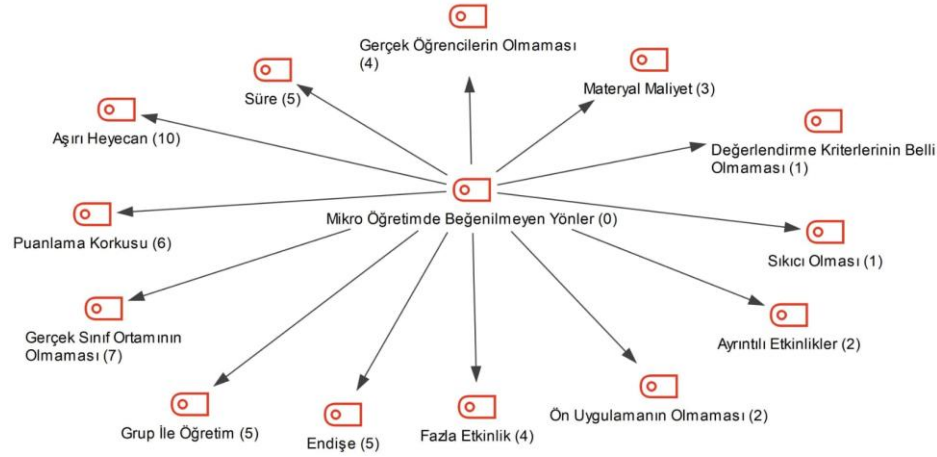 Gerçek Öğrencilerin Olmaması
(4)
Süre (5)
Materyal Maliyet (3)
Aşırı Heyecan (10)
Değerlendirme Kriterlerinin Belli
Olmaması (1)
Mikro Öğretimde Beğenilmeyen Yönler (0)
Puanlama Korkusu (6)
Sıkıcı Olması (1)
Gerçek Sınıf Ortamının
Olmaması (7)
Ayrıntılı Etkinlikler (2)
Grup İle Öğretim (5)
Endişe (5)
Fazla Etkinlik (4)
Ön Uygulamanın Olmaması (2)